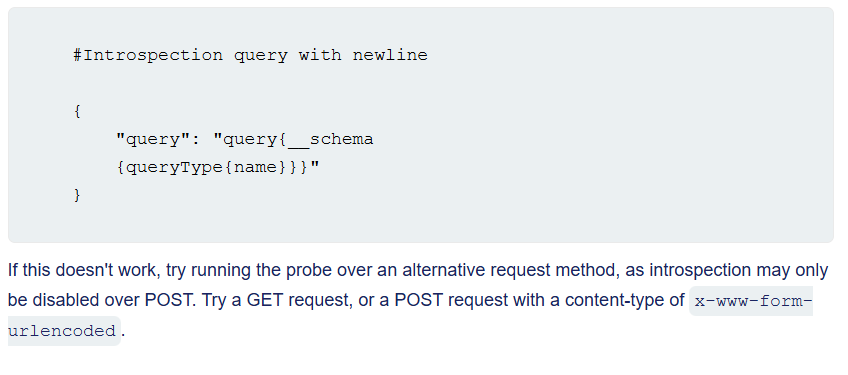 #Introspection query with newline
{
"query": "query{__schema
{queryType{name}}}"
}
If this doesn't work, try running the probe over an alternative request method, as introspection may only
be disabled over POST. Try a GET request, or a POST request with a content-type of x-www-form-
urlencoded.